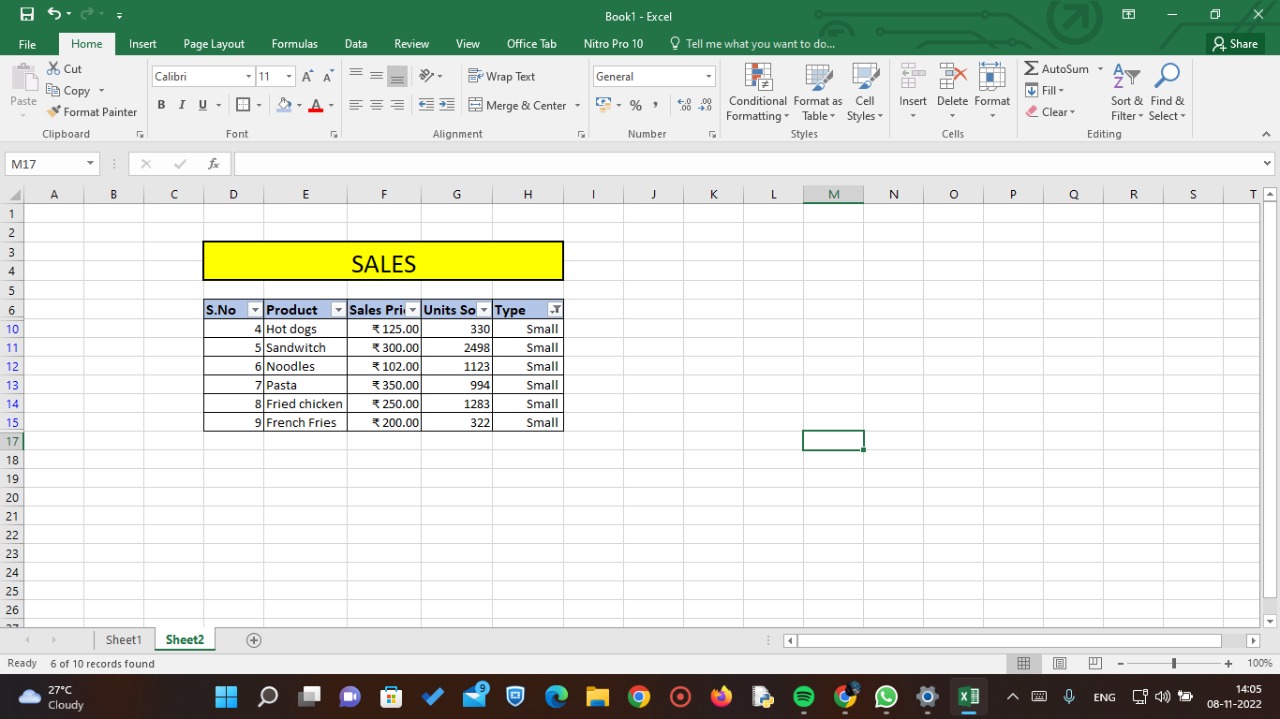 Book1 - Excel
File Home Insert Page Layout Formulas Data Review View Office Tab Nitro Pro 10 Tell me what you want to do... Share
Paste
Cut
Copy
Format Painter
Calibri 11
B I U
Wrap Text
Merge & Center
General
% ,
Conditional Formatting
Format as Table
Cell Styles
Insert
Delete
Format
AutoSum
Fill
Clear
Sort & Filter
Find & Select
Clipboard Font Alignment Number Styles Cells Editing
M17 fx
A B C D E F G H I J K L M N O P Q R S T
1
2
3
SALES
4
5
6 S.No Product Sales Pri Units So Type
10 4 Hot dogs ₹ 125.00 330 Small
11 5 Sandwitch ₹ 300.00 2498 Small
12 6 Noodles ₹ 102.00 1123 Small
13 7 Pasta ₹ 350.00 994 Small
14 8 Fried chicken ₹ 250.00 1283 Small
15 9 French Fries ₹ 200.00 322 Small
17
18
19
20
21
22
23
24
25
26
27
Sheet1 Sheet2
Ready 6 of 10 records found 100%
27°C
Cloudy
9
ENG
14:05
08-11-2022